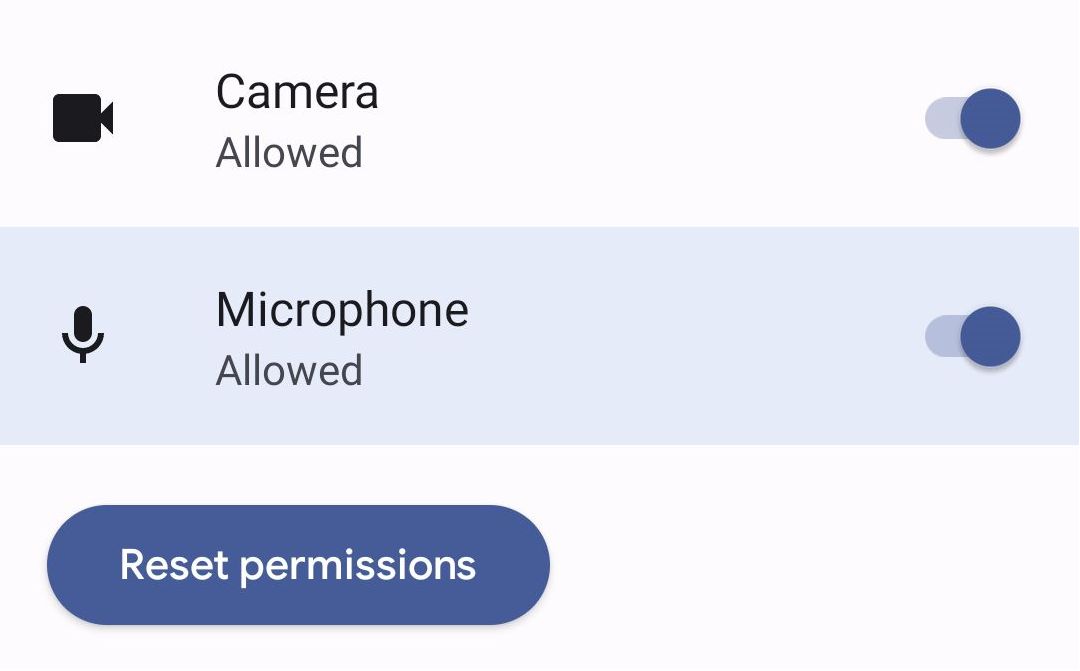 Camera
Allowed
Microphone
Allowed
Reset permissions